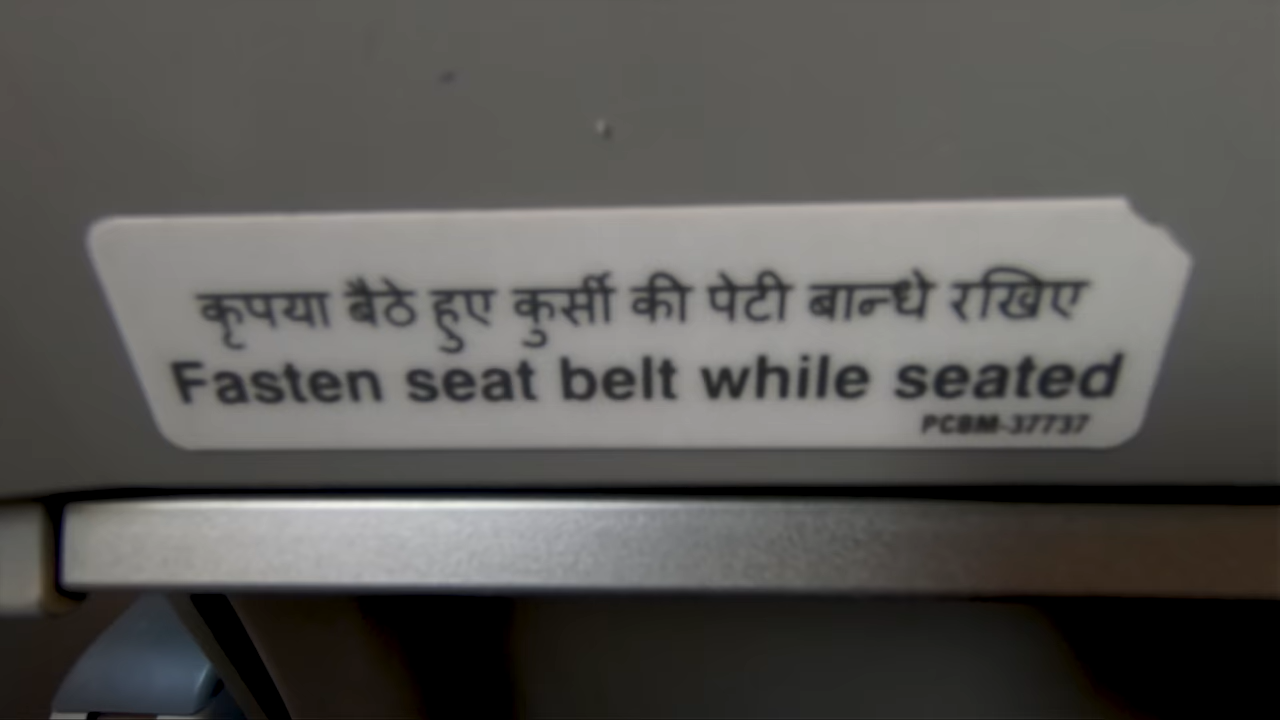 कृपया बैठे हुए कुर्सी की पेटी बान्धे रखिए
Fasten seat belt while seated
PCBM-37737